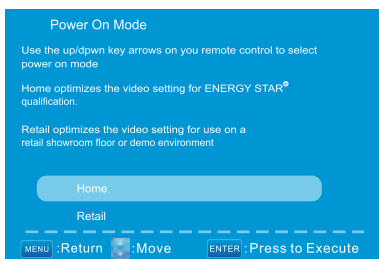 Power On Mode
Use the up/dpwn key arrows on you remote control to select
power on mode
Home optimizes the video setting for ENERGY STAR®
qualification.
Retail optimizes the video setting for use on a
retail showroom floor or demo environment
Home
Retail
MENU :Return :Move ENTER : Press to Execute